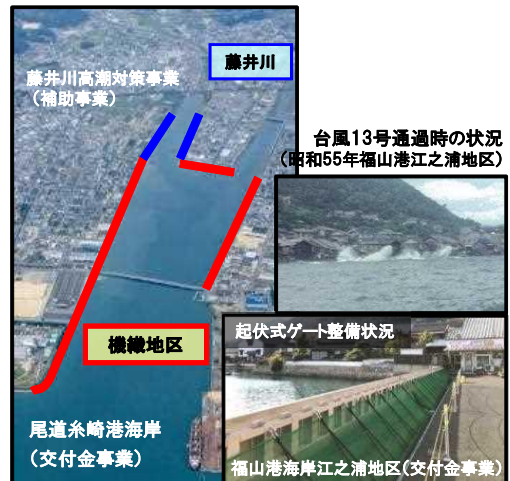 藤井川
藤井川高潮対策事業
(補助事業)
台風13号通過時の状況
(昭和55年福山港江之浦地区)
起伏式ゲート整備状況
機織地区
尾道糸崎港海岸
(交付金事業)
福山港海岸江之浦地区(交付金事業)